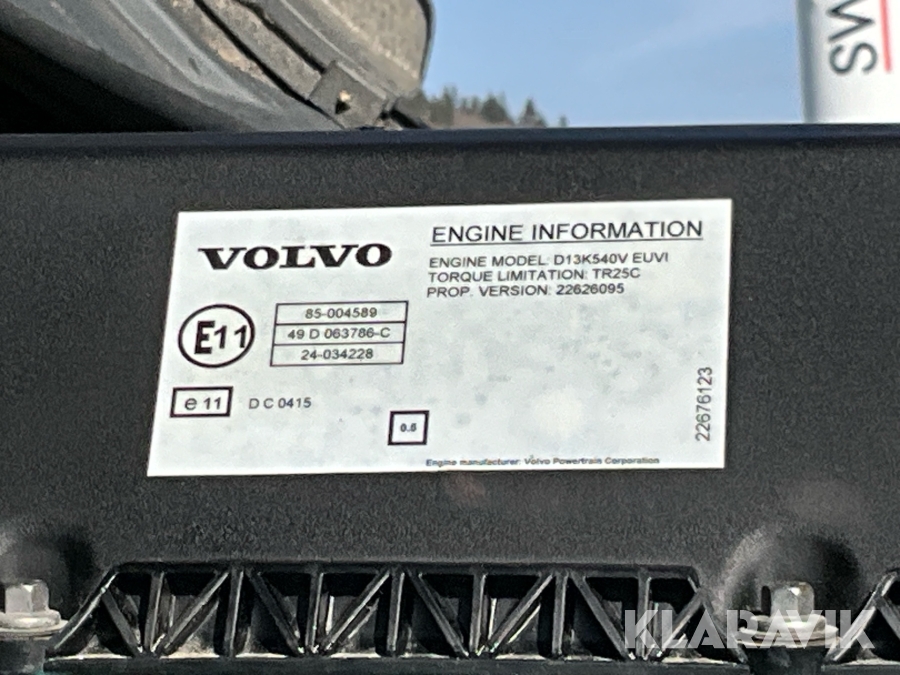 SW
VOLVO
ENGINE INFORMATION
ENGINE MODEL: D13K540V EUVI
TORQUE LIMITATION: TR25C
PROP. VERSION: 22626095
E11
85-004589
49 D 063786-C
24-034228
e 11
D C 0415
0.5
22676123
Engine manufacturer: Volvo Powertrain Corporation
KLARAVIK